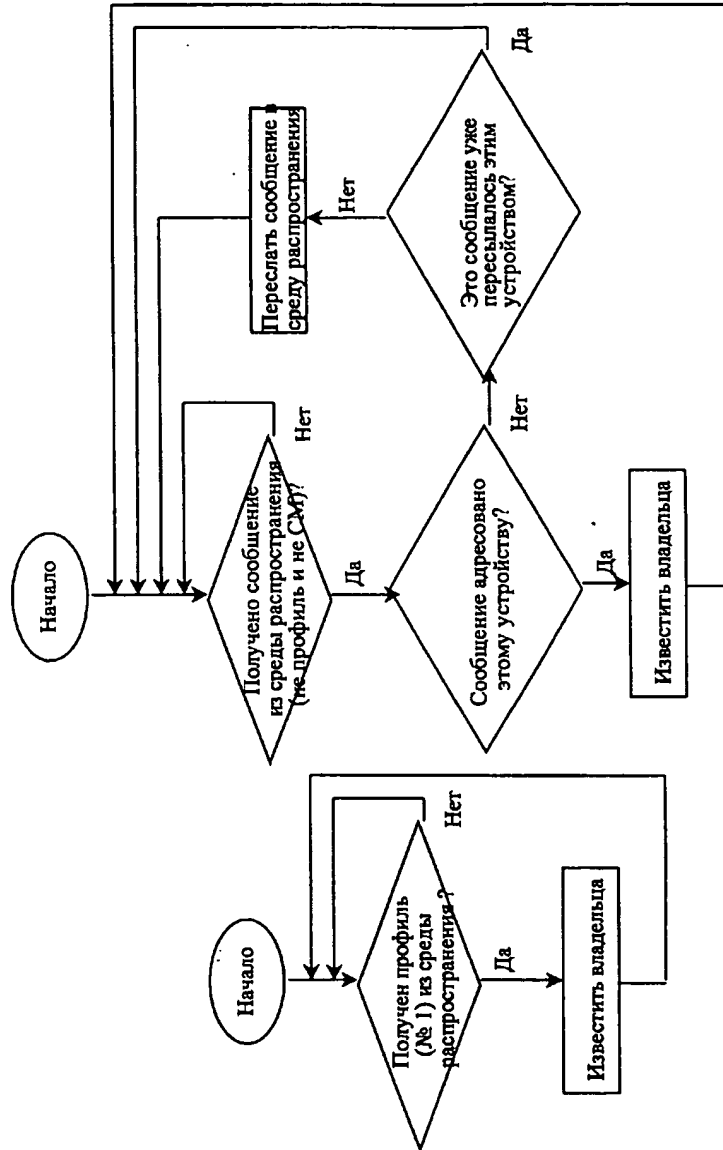 Начало
Получен профиль
(№ 1) из среды
распространения ?
Нет
Да
Известить владельца
Начало
Получено сообщение
из среды распространения
(не профиль и не СМ)?
Нет
Да
Сообщение адресовано
этому устройству?
Нет
Да
Известить владельца
Это сообщение уже
пересылалось этим
устройством?
Да
Нет
Переслать сообщение в
среду распространения